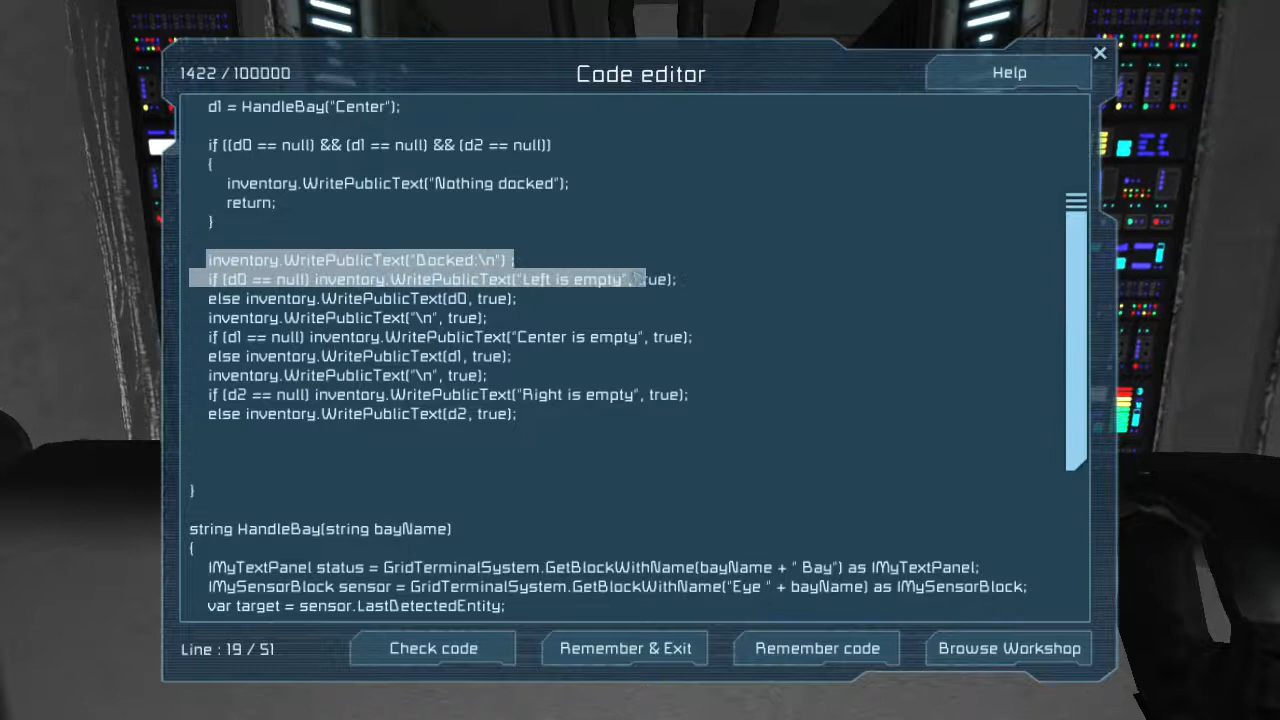 1422 / 100000
Code editor
Help
d1 = HandleBay("Center");
if ((d0 == null) && (d1 == null) && (d2 == null))
{
inventory.WritePublicText("Nothing docked");
return;
}
inventory.WritePublicText("Docked:\n") ;
if (d0 == null) inventory.WritePublicText("Left is empty", true);
else inventory.WritePublicText(d0, true);
inventory.WritePublicText("\n", true);
if (d1 == null) inventory.WritePublicText("Center is empty", true);
else inventory.WritePublicText(d1, true);
inventory.WritePublicText("\n", true);
if (d2 == null) inventory.WritePublicText("Right is empty", true);
else inventory.WritePublicText(d2, true);
}
string HandleBay(string bayName)
{
IMyTextPanel status = GridTerminalSystem.GetBlockWithName(bayName + " Bay") as IMyTextPanel;
IMySensorBlock sensor = GridTerminalSystem.GetBlockWithName("Eye " + bayName) as IMySensorBlock;
var target = sensor.LastDetectedEntity;
Line : 19 / 51
Check code
Remember & Exit
Remember code
Browse Workshop